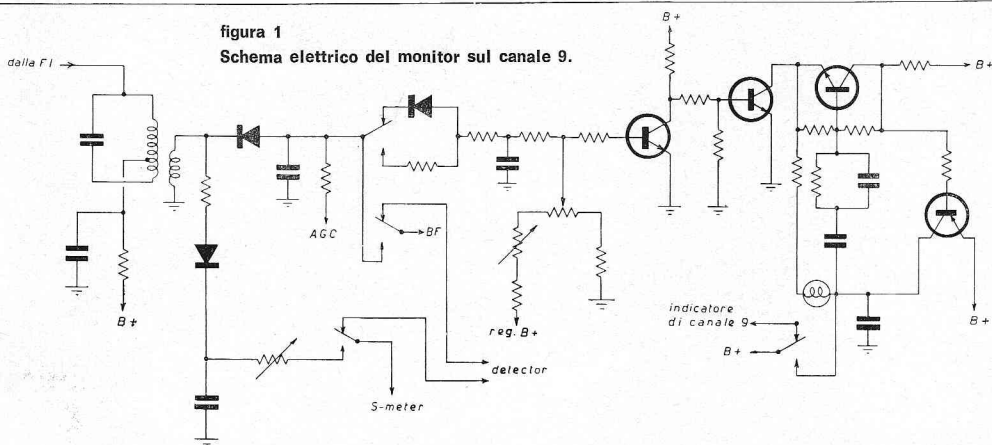 figura 1
Schema elettrico del monitor sul canale 9.
dalla FI
B+
AGC
BF
S-meter
detector
reg. B+
B+
B+
B+
indicatore
di canale 9
B+